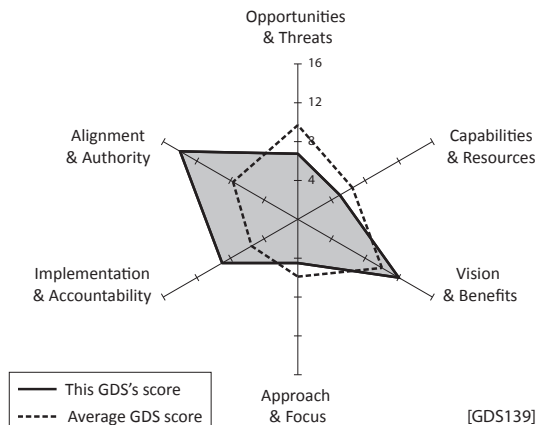 Opportunities
& Threats
16
12
8
4
Alignment
& Authority
Capabilities
& Resources
Implementation
& Accountability
Vision
& Benefits
This GDS's score
Average GDS score
Approach
& Focus
[GDS139]